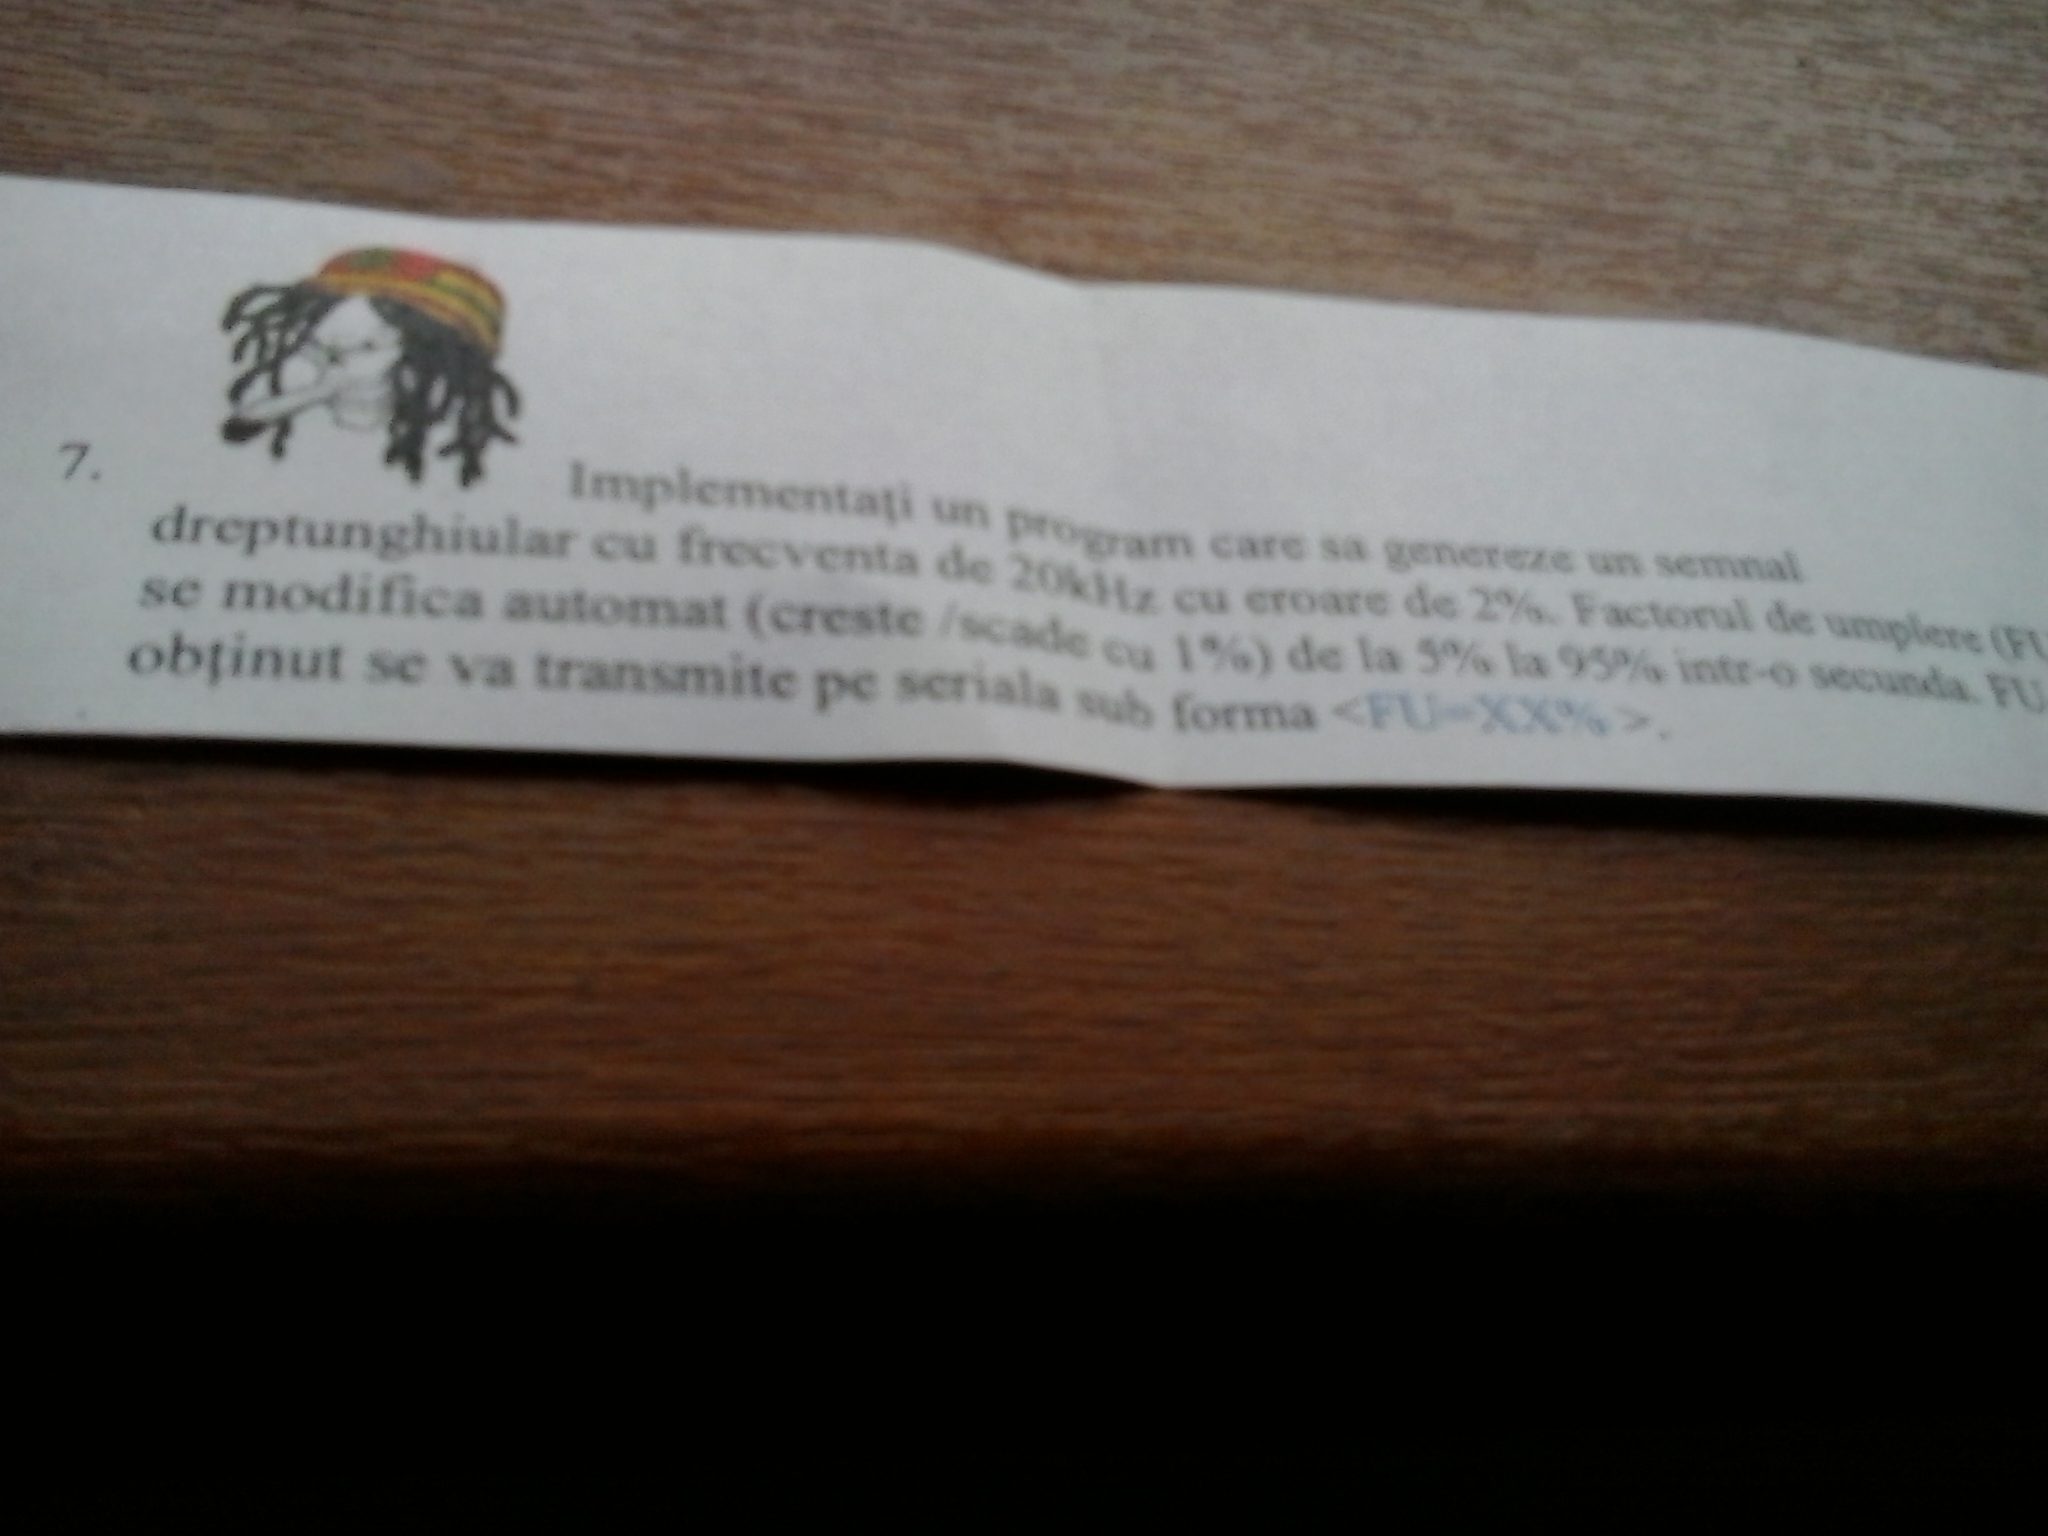 7. Implementaţi un program care sa genereze un semnal
dreptunghiular cu frecventa de 20kHz cu eroare de 2%. Factorul de umplere (FU
se modifica automat (creste /scade cu 1%) de la 5% la 95% intr-o secunda. FU
obţinut se va transmite pe seriala sub forma <FU=XX%>.